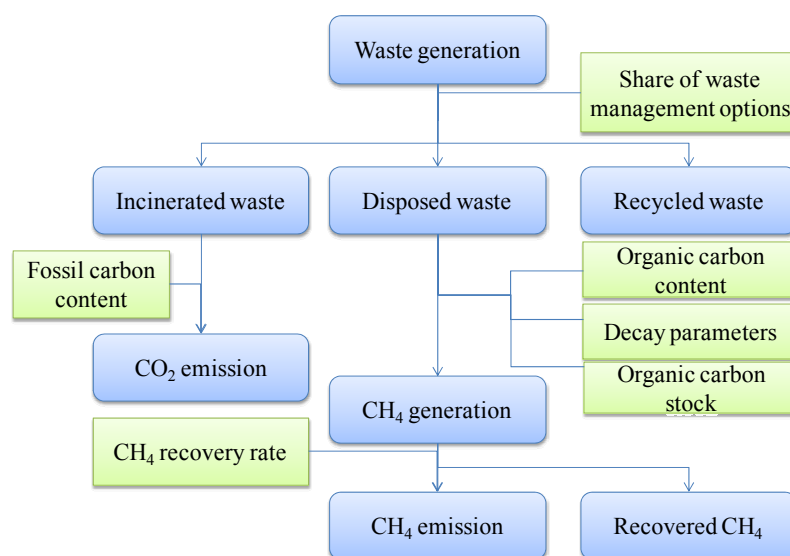 Waste generation
Share of waste
management options
Incinerated waste
Disposed waste
Recycled waste
Fossil carbon
content
Organic carbon
content
Decay parameters
CO₂ emission
Organic carbon
stock
CH₄ generation
CH₄ recovery rate
CH₄ emission
Recovered CH₄